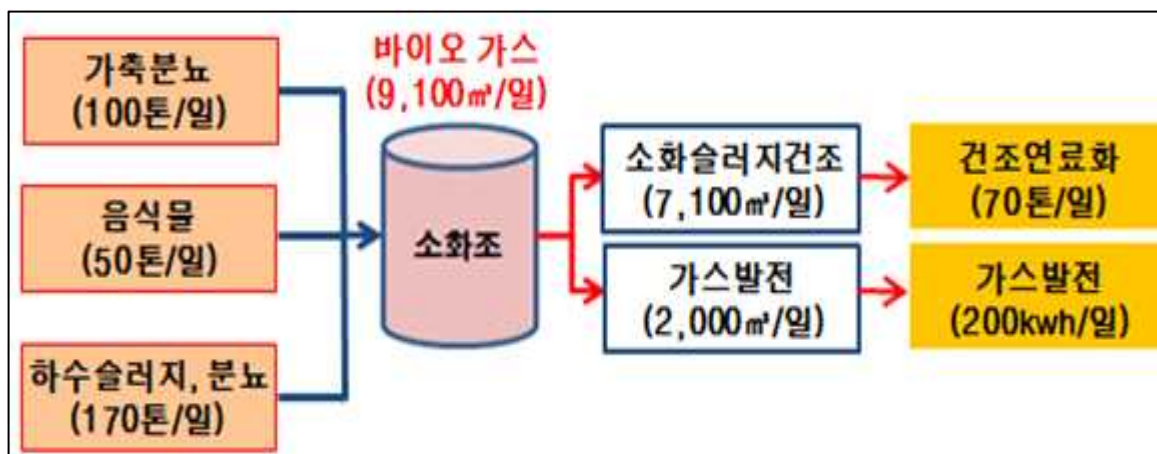 가축분뇨
(100톤/일)
음식물
(50톤/일)
하수슬러지, 분뇨
(170톤/일)
바이오 가스
(9,100㎥/일)
소화조
소화슬러지건조
(7,100㎥/일)
가스발전
(2,000㎥/일)
건조연료화
(70톤/일)
가스발전
(200kwh/일)